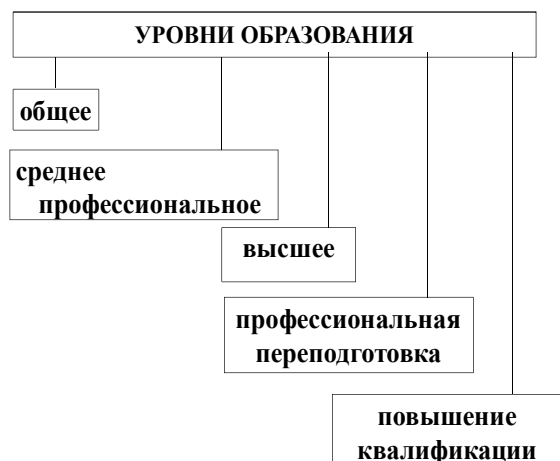 УРОВНИ ОБРАЗОВАНИЯ
общее
среднее
профессиональное
высшее
профессиональная
переподготовка
повышение
квалификации